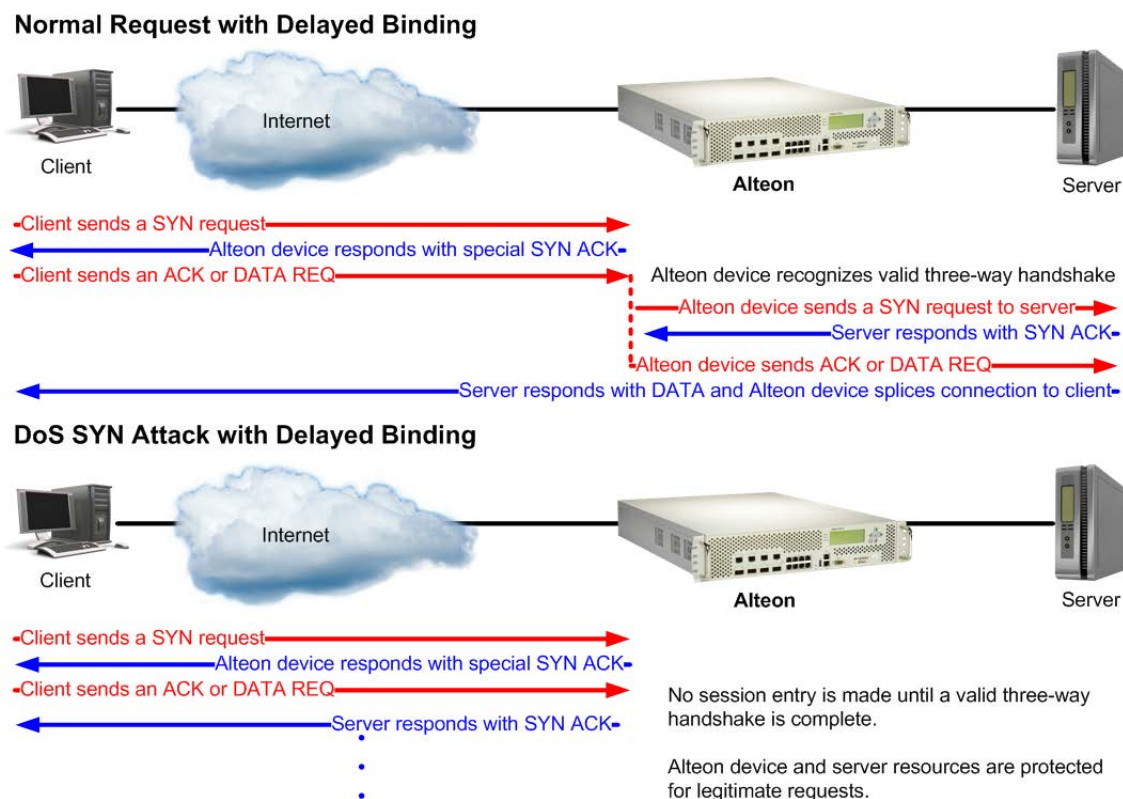 Normal Request with Delayed Binding
Internet
Client
Alteon
Server
Client sends a SYN request
Alteon device responds with special SYN ACK
Client sends an ACK or DATA REQ
Alteon device recognizes valid three-way handshake
Alteon device sends a SYN request to server
Server responds with SYN ACK
Alteon device sends ACK or DATA REQ
Server responds with DATA and Alteon device splices connection to client
DoS SYN Attack with Delayed Binding
Internet
Client
Alteon
Server
Client sends a SYN request
Alteon device responds with special SYN ACK
Client sends an ACK or DATA REQ
Server responds with SYN ACK
No session entry is made until a valid three-way
handshake is complete.
Alteon device and server resources are protected
for legitimate requests.